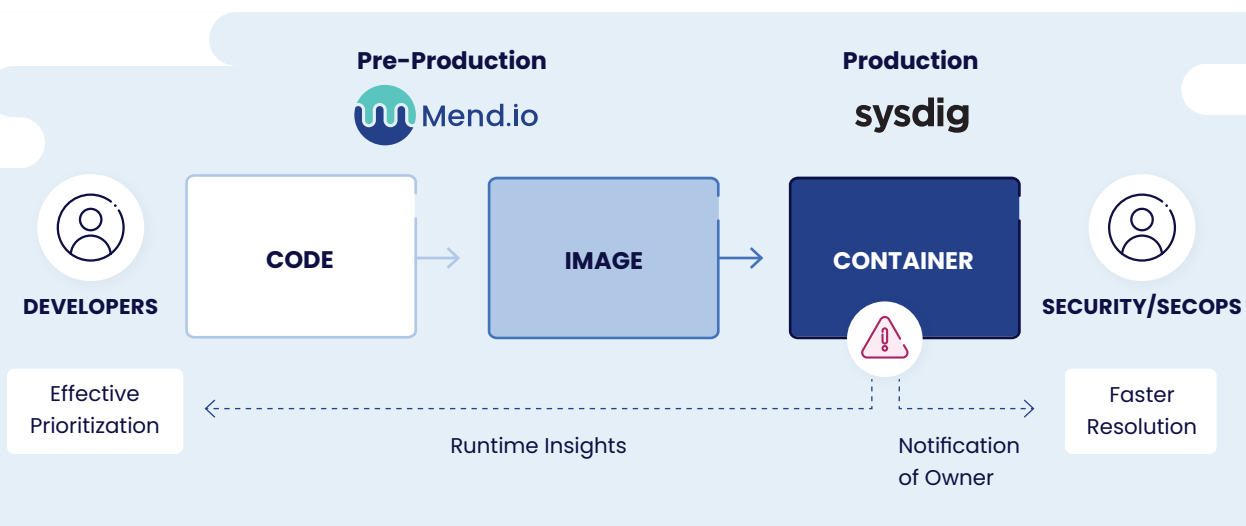 Pre-Production
Production
Mend.io
sysdig
CODE
IMAGE
CONTAINER
DEVELOPERS
SECURITY/SECOPS
Effective
Prioritization
Runtime Insights
Notification
of Owner
Faster
Resolution